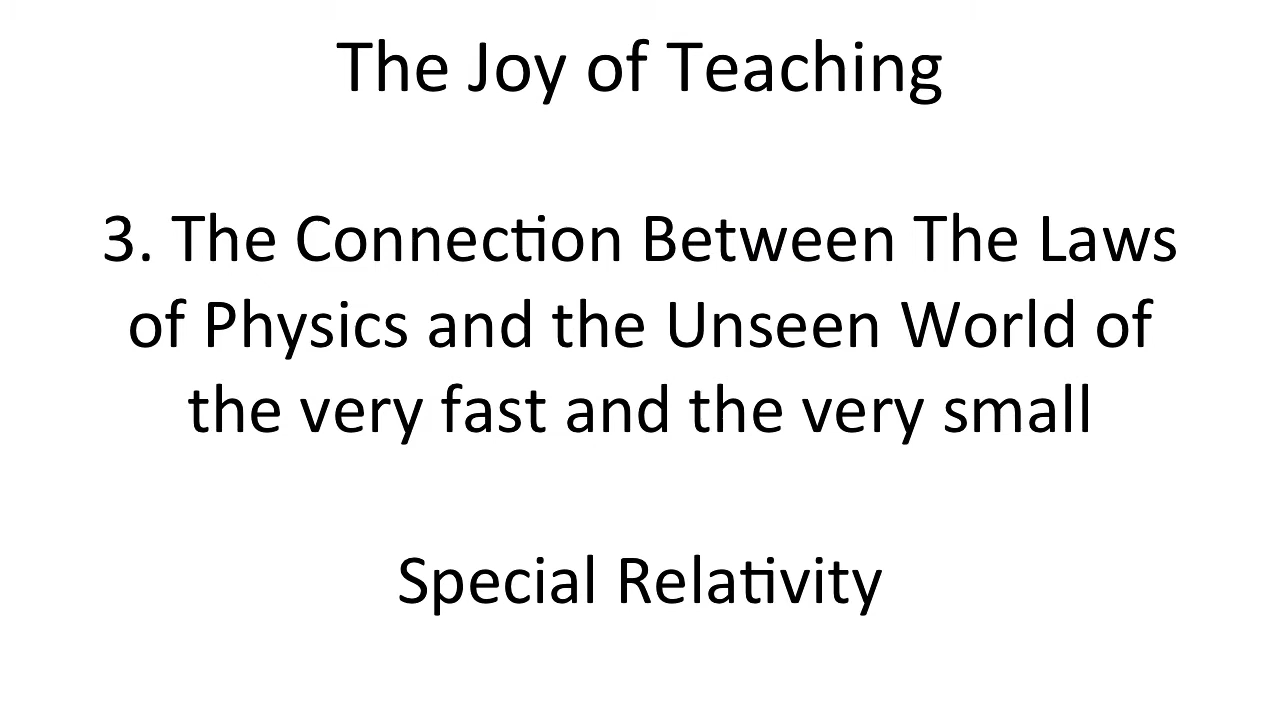 The Joy of Teaching
3. The Connection Between The Laws
of Physics and the Unseen World of
the very fast and the very small
Special Relativity